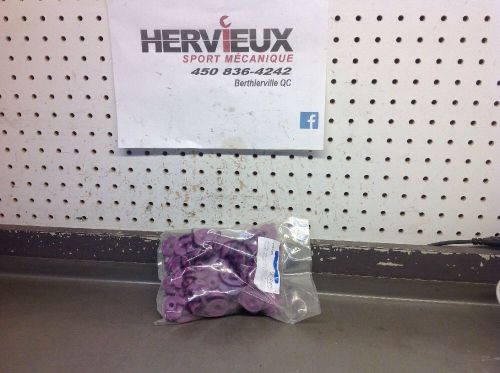 HERVIEUX
SPORT MÉCANIQUE
450 836-4242
Berthierville QC
f